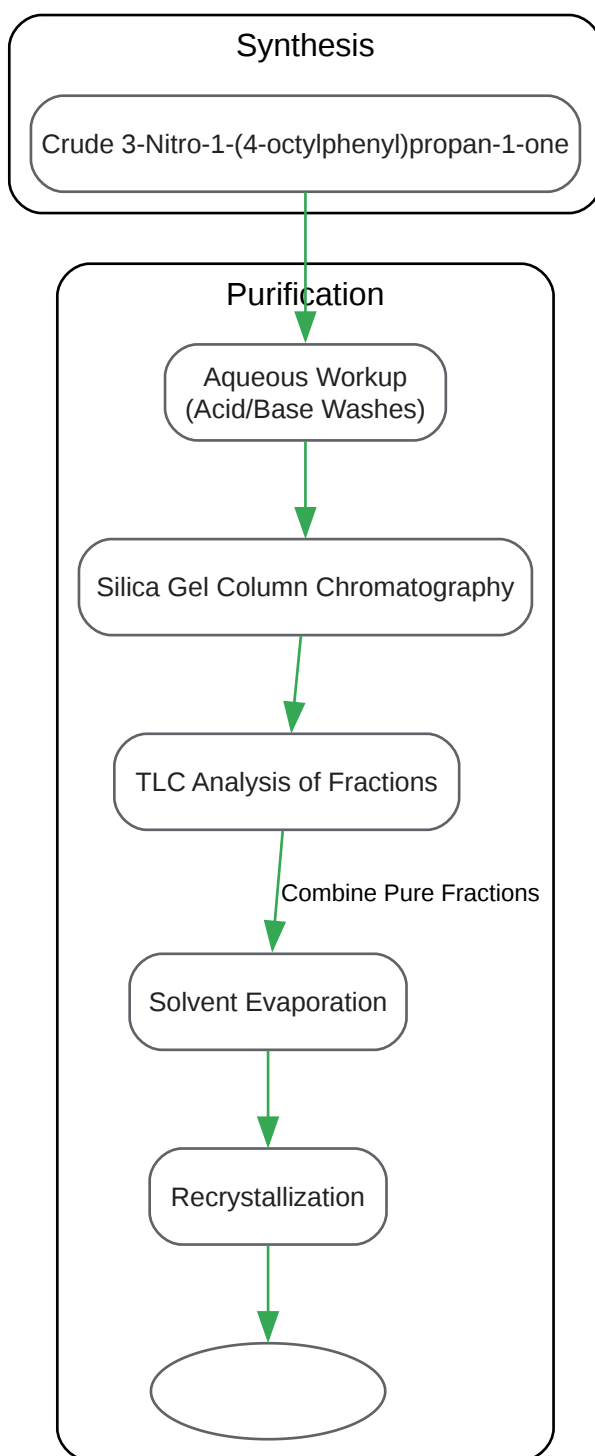 Synthesis
Crude 3-Nitro-1-(4-octylphenyl)propan-1-one
Purification
Aqueous Workup
(Acid/Base Washes)
Silica Gel Column Chromatography
TLC Analysis of Fractions
Combine Pure Fractions
Solvent Evaporation
Recrystallization